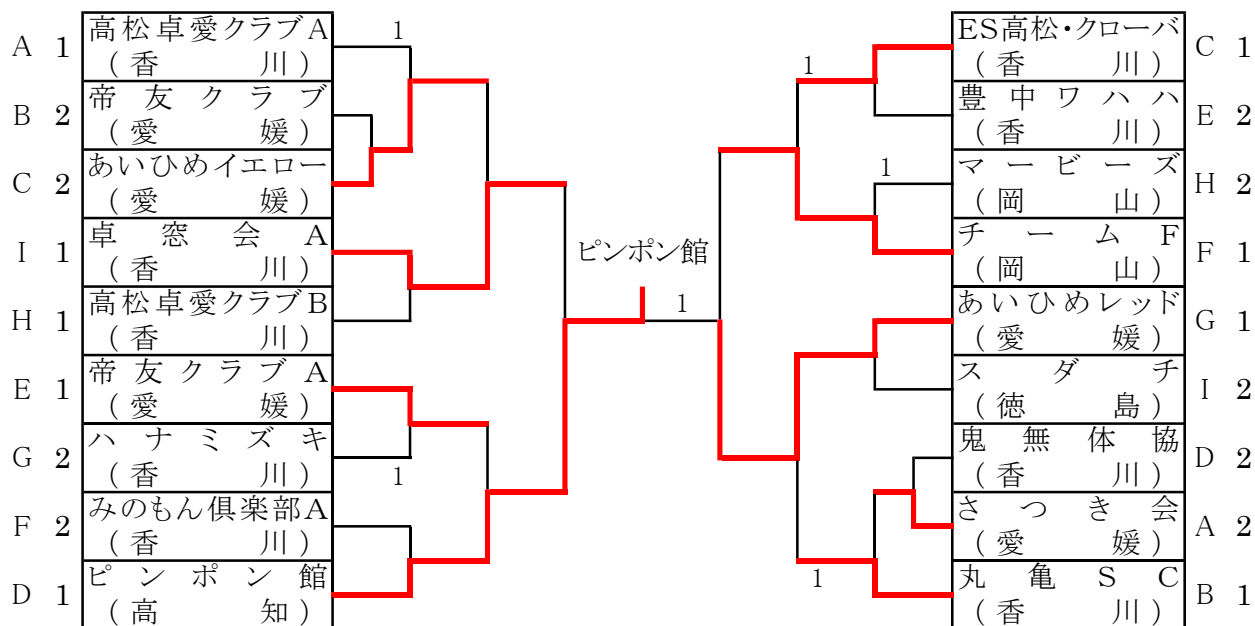 A 1 高松卓愛クラブA
(香川)
B 2 帝友クラブ
(愛媛)
C 2 あいひめイエロー
(愛媛)
I 1 卓窓会A
(香川)
H 1 高松卓愛クラブB
(香川)
E 1 帝友クラブA
(愛媛)
G 2 ハナミズキ
(香川)
F 2 みのもん倶楽部A
(香川)
D 1 ピンポン館
(高知)
1
1
ピンポン館
1
1
1
1
ES高松・クローバ C 1
(香川)
豊中ワハハ E 2
(香川)
マービーズ H 2
(岡山)
チームF F 1
(岡山)
あいひめレッド G 1
(愛媛)
スダチ I 2
(徳島)
鬼無体協 D 2
(香川)
さつき会 A 2
(愛媛)
丸亀SC B 1
(香川)